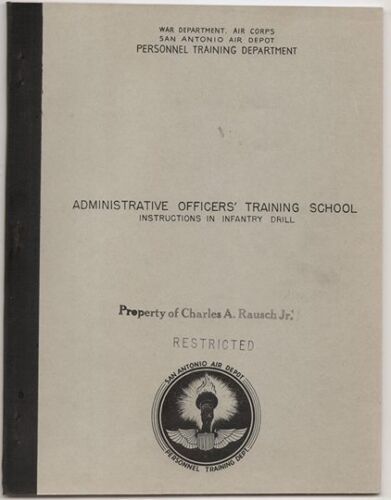 WAR DEPARTMENT, AIR CORPS
SAN ANTONIO AIR DEPOT
PERSONNEL TRAINING DEPARTMENT
ADMINISTRATIVE OFFICERS' TRAINING SCHOOL
INSTRUCTIONS IN INFANTRY DRILL
Property of Charles A. Rausch Jr.
RESTRICTED
SAN ANTONIO AIR DEPOT
PERSONNEL TRAINING DEPT.